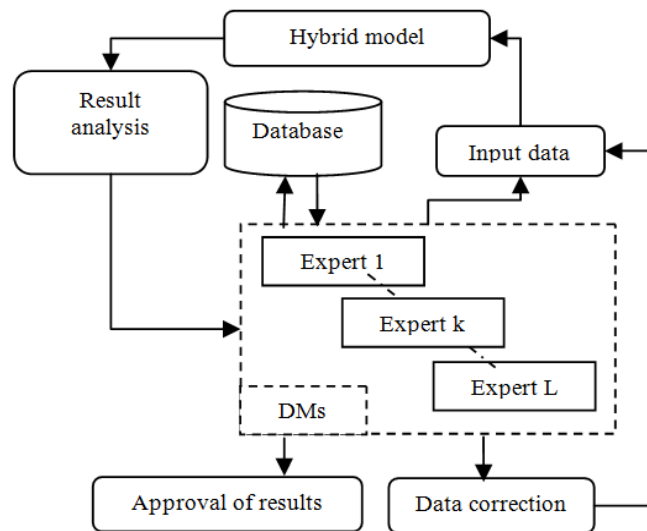 Hybrid model
Result
analysis
Database
Input data
Expert 1
Expert k
Expert L
DMs
Approval of results
Data correction